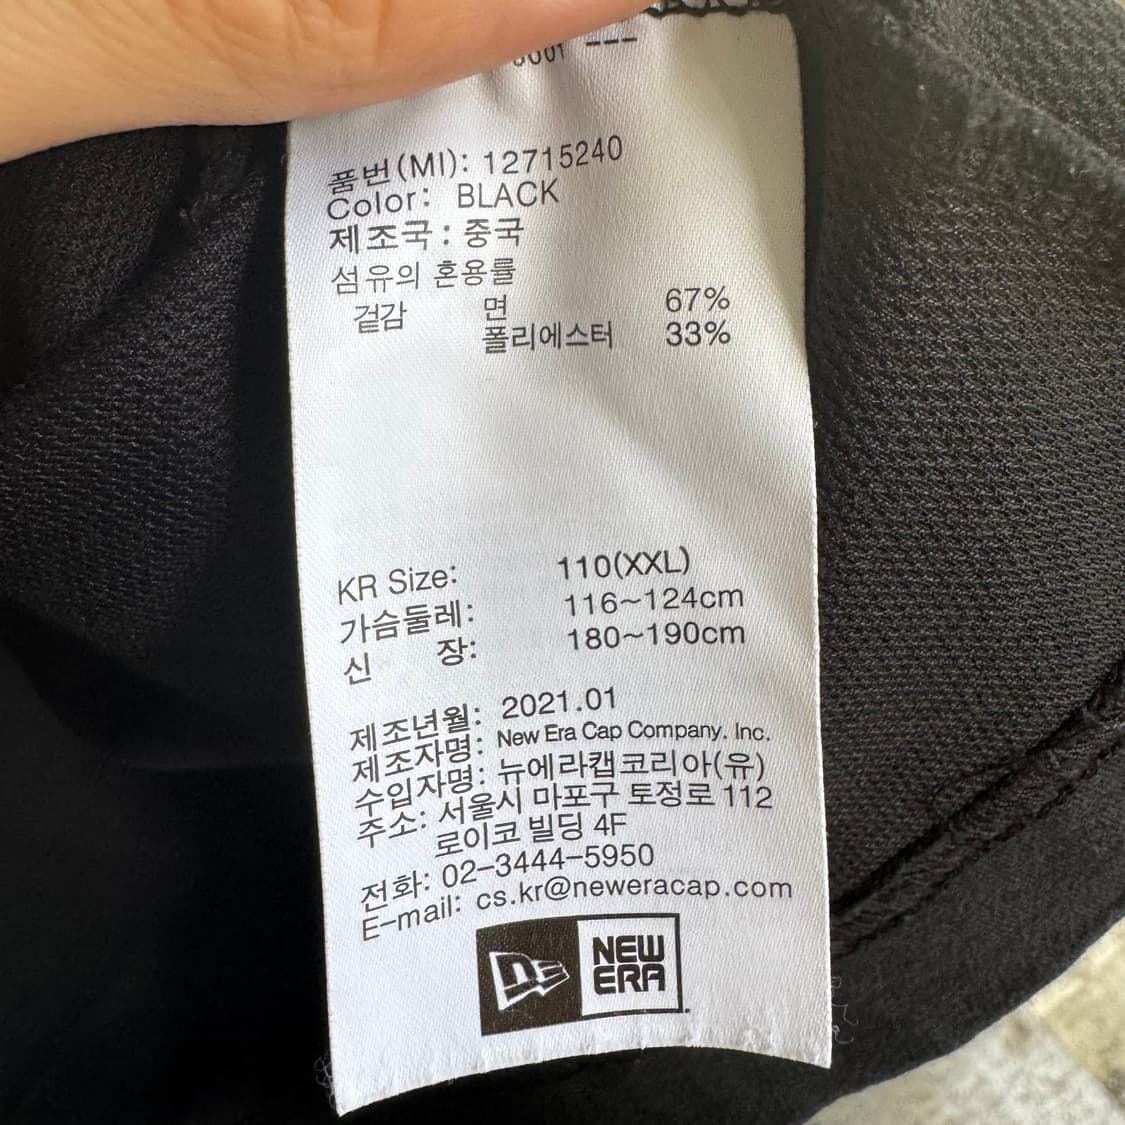 품번(MI): 12715240
Color: BLACK
제조국 : 중국
섬유의 혼용률
겉감 면 67%
폴리에스터 33%
KR Size: 110(XXL)
가슴둘레: 116~124cm
신 장: 180~190cm
제조년월: 2021.01
제조자명: New Era Cap Company. Inc.
수입자명: 뉴에라캡코리아(유)
주소: 서울시 마포구 토정로 112
로이코 빌딩 4F
전화: 02-3444-5950
E-mail: cs.kr@neweracap.com
NEW
ERA